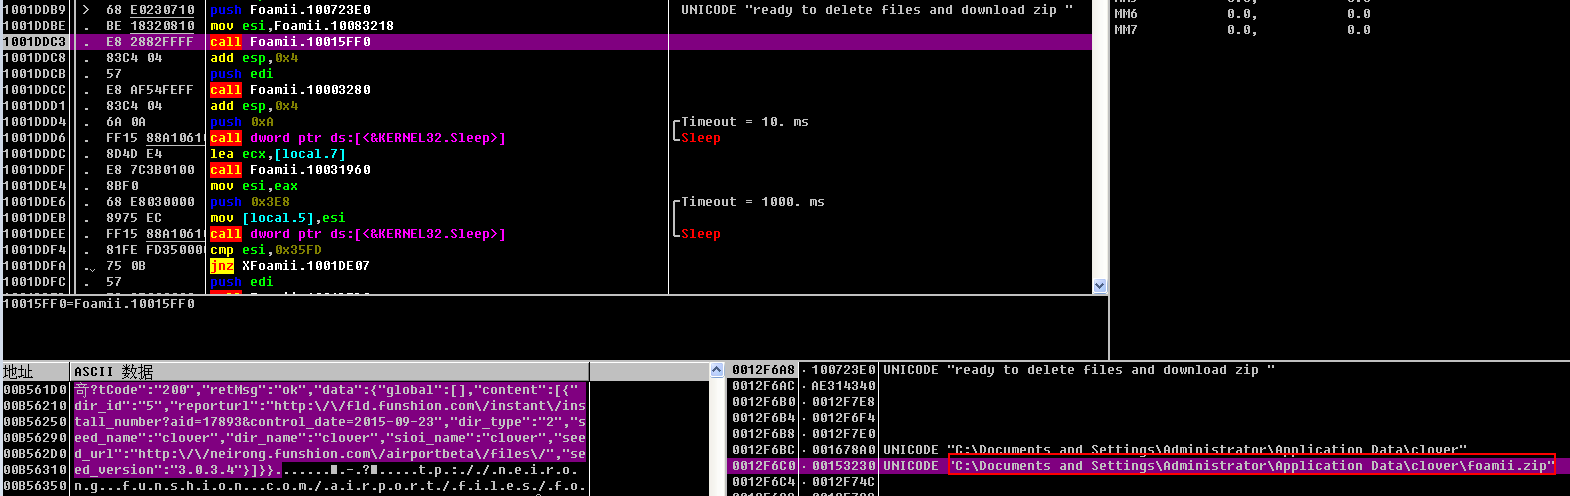 1001DDB9 > 68 E0230710 push Foamii.100723E0 UNICODE "ready to delete files and download zip "
1001DDBE . BE 18320810 mov esi,Foamii.10083218
1001DDC3 . E8 2882FFFF call Foamii.10015FF0
1001DDC8 . 83C4 04 add esp,0x4
1001DDCB . 57 push edi
1001DDCC . E8 AF54FEFF call Foamii.10003280
1001DDD1 . 83C4 04 add esp,0x4
1001DDD4 . 6A 0A push 0xA Timeout = 10. ms
1001DDD6 . FF15 88A10610 call dword ptr ds:[<&KERNEL32.Sleep>] Sleep
1001DDDC . 8D4D E4 lea ecx,[local.7]
1001DDDF . E8 7C3B0100 call Foamii.10031960
1001DDE4 . 8BF0 mov esi,eax
1001DDE6 . 68 E8030000 push 0x3E8 Timeout = 1000. ms
1001DDEB . 8975 EC mov [local.5],esi
1001DDEE . FF15 88A10610 call dword ptr ds:[<&KERNEL32.Sleep>] Sleep
1001DDF4 . 81FE FD350000 cmp esi,0x35FD
1001DDFA . 75 0B jnz XFoamii.1001DE07
1001DDFC . 57 push edi
MM6 0.0, 0.0
MM7 0.0, 0.0
10015FF0=Foamii.10015FF0
地址 ASCII 数据
00B561D0 奇?tCode":"200","retMsg":"ok","data":{"global":[],"content":[{"
00B56210 dir_id":"5","reporturl":"http:\/\/fld.funshion.com\/instant\/ins
00B56250 tall_number?aid=17893&control_date=2015-09-23","dir_type":"2","s
00B56290 eed_name":"clover","dir_name":"clover","sioi_name":"clover","see
00B562D0 d_url":"http:\/\/neirong.funshion.com\/airportbeta\/files\/","se
00B56310 ed_version":"3.0.3.4"}]}}.......■.-.?■.....t.p.:././.n.e.i.r.o.
00B56350 n.g...f.u.n.s.h.i.o.n...c.o.m./.a.i.r.p.o.r.t./.f.i.l.e.s./.f.o.
0012F6A8 100723E0 UNICODE "ready to delete files and download zip "
0012F6AC AE314340
0012F6B0 0012F7E8
0012F6B4 0012F6F4
0012F6B8 0012F7E0
0012F6BC 001678A0 UNICODE "C:\Documents and Settings\Administrator\Application Data\clover"
0012F6C0 00153230 UNICODE "C:\Documents and Settings\Administrator\Application Data\clover\foamii.zip"
0012F6C4 0012F74C